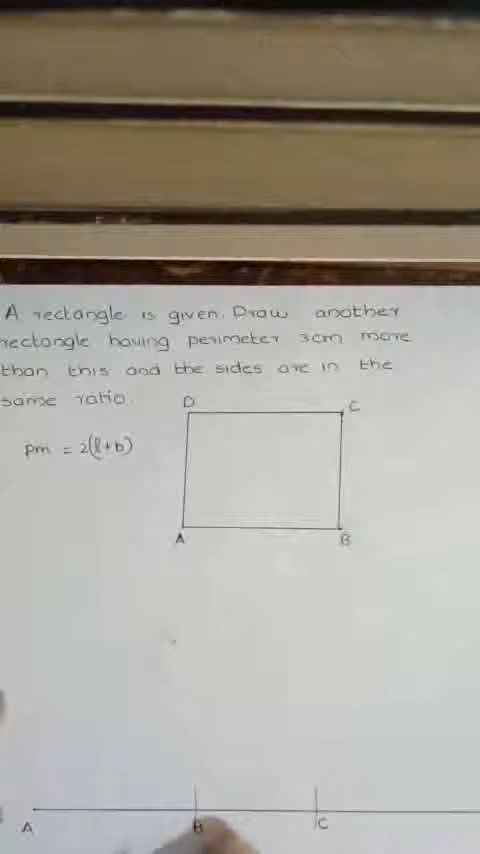 A rectangle is given. Draw another
rectangle having perimeter 3cm more
than this and the sides are in the
same ratio
D
C
pm = 2(l+b)
A
B
A
B
C